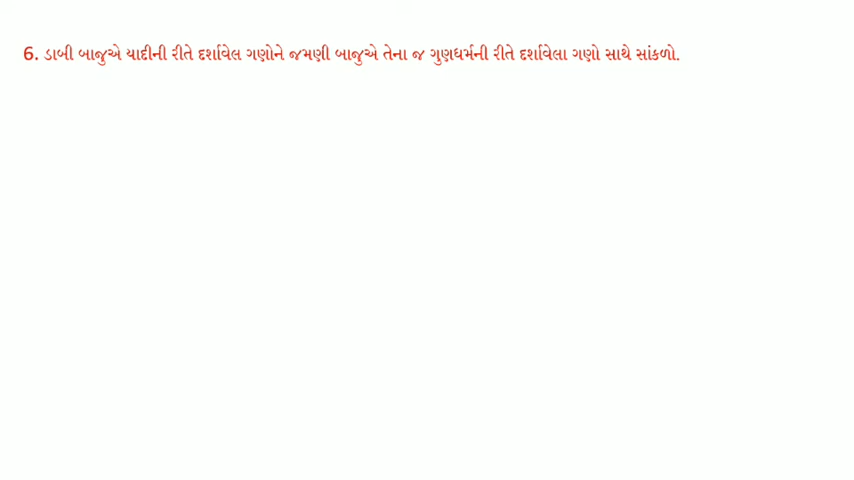 6. ડાબી બાજુએ યાદીની રીતે દર્શાવેલ ગણોને જમણી બાજુએ તેના જ ગુણધર્મની રીતે દર્શાવેલા ગણો સાથે સાંકળો.